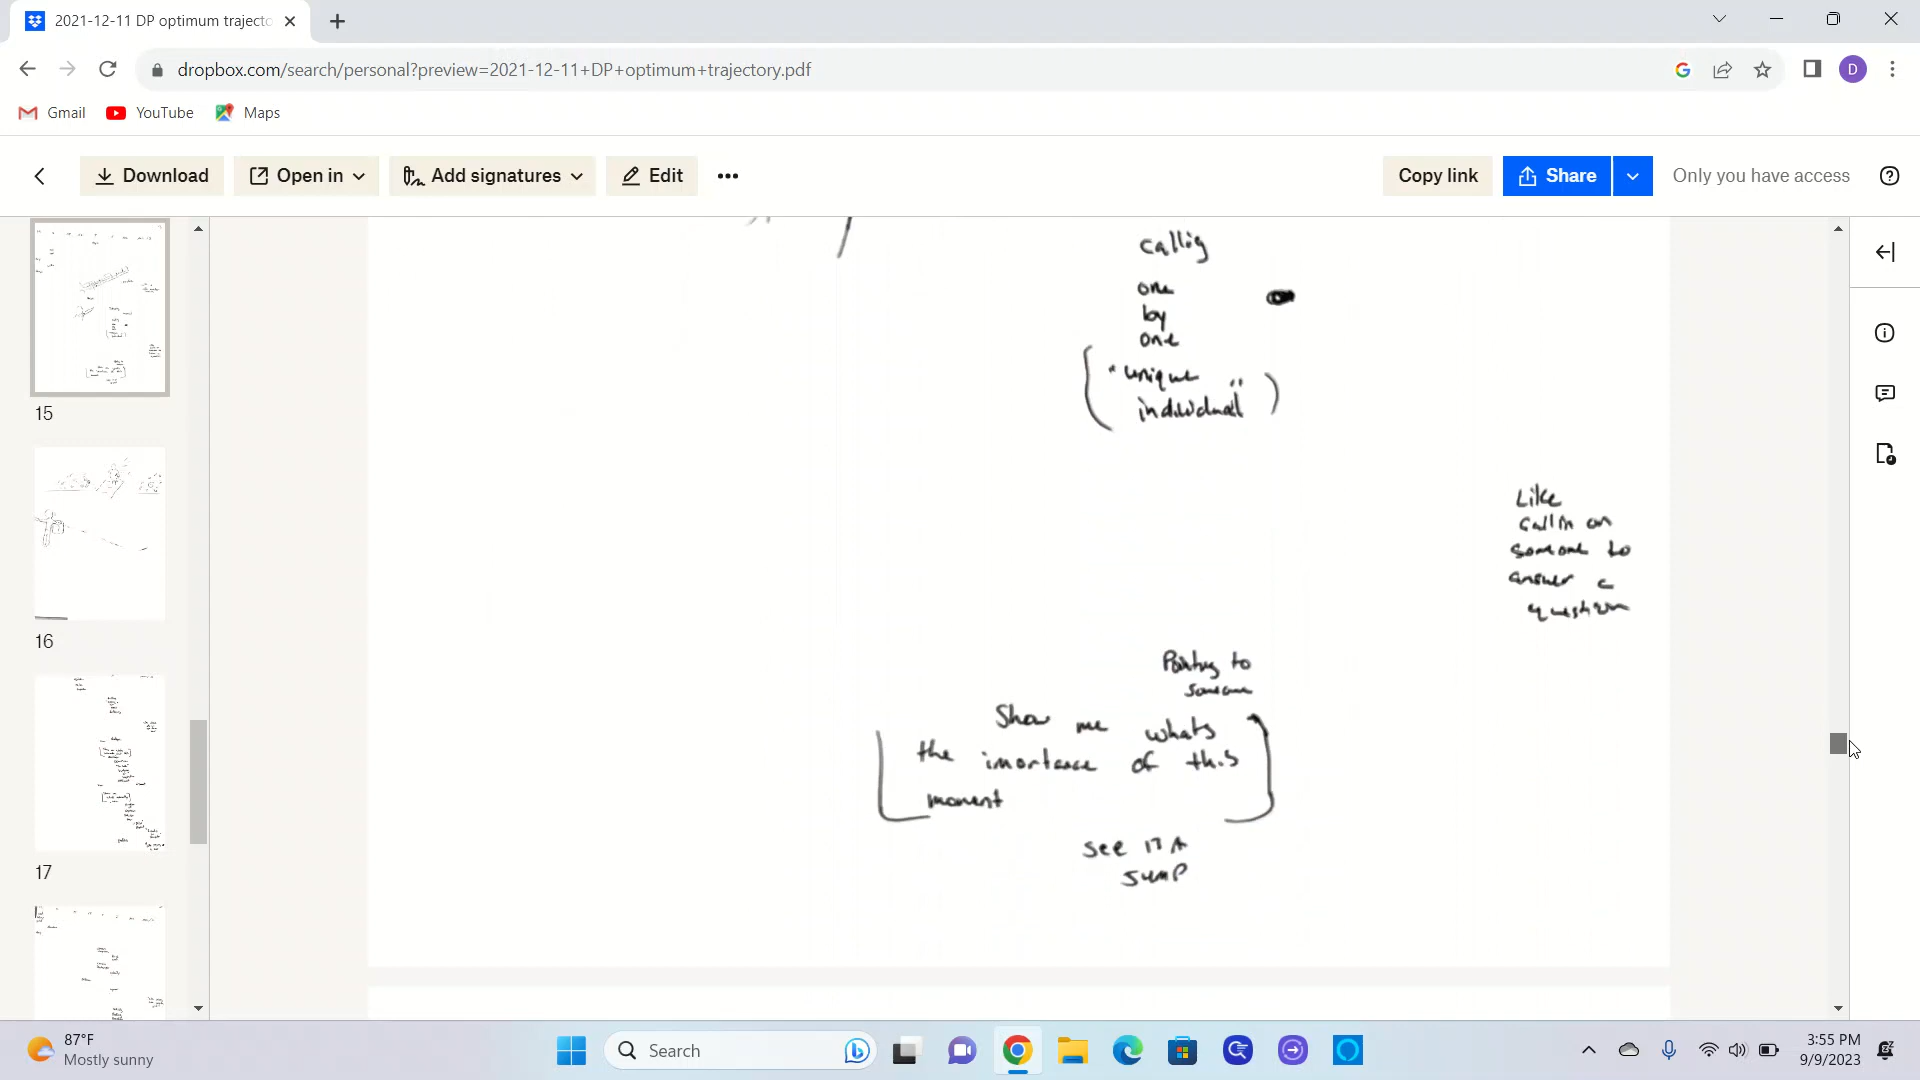 2021-12-11 DP optimum trajecto
dropbox.com/search/personal?preview=2021-12-11+DP+optimum+trajectory.pdf
D
Gmail
YouTube
Maps
Download
Open in
Add signatures
Edit
Copy link
Share
Only you have access
15
16
17
callig
one
by
one
"unique
individual"
Like
callin on
someone to
answer a
question
Pointing to
someone
Show me whats
the imortance of this
moment
see
jump
87°F
Mostly sunny
Search
3:55 PM
9/9/2023